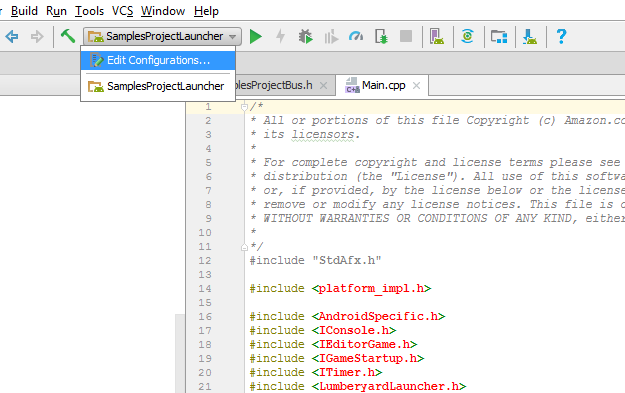 Build Run Tools VCS Window Help
SamplesProjectLauncher
Edit Configurations...
SamplesProjectLauncher
plesProjectBus.h
Main.cpp
1 /*
2 * All or portions of this file Copyright (c) Amazon.co
3 * its licensors.
4 *
5 * For complete copyright and license terms please see
6 * distribution (the "License"). All use of this softwa
7 * or, if provided, by the license below or the license
8 * remove or modify any license notices. This file is d
9 * WITHOUT WARRANTIES OR CONDITIONS OF ANY KIND, either
10 *
11 */
12 #include "StdAfx.h"
13
14 #include <platform_impl.h>
15
16 #include <AndroidSpecific.h>
17 #include <IConsole.h>
18 #include <IEditorGame.h>
19 #include <IGameStartup.h>
20 #include <ITimer.h>
21 #include <LumberyardLauncher.h>